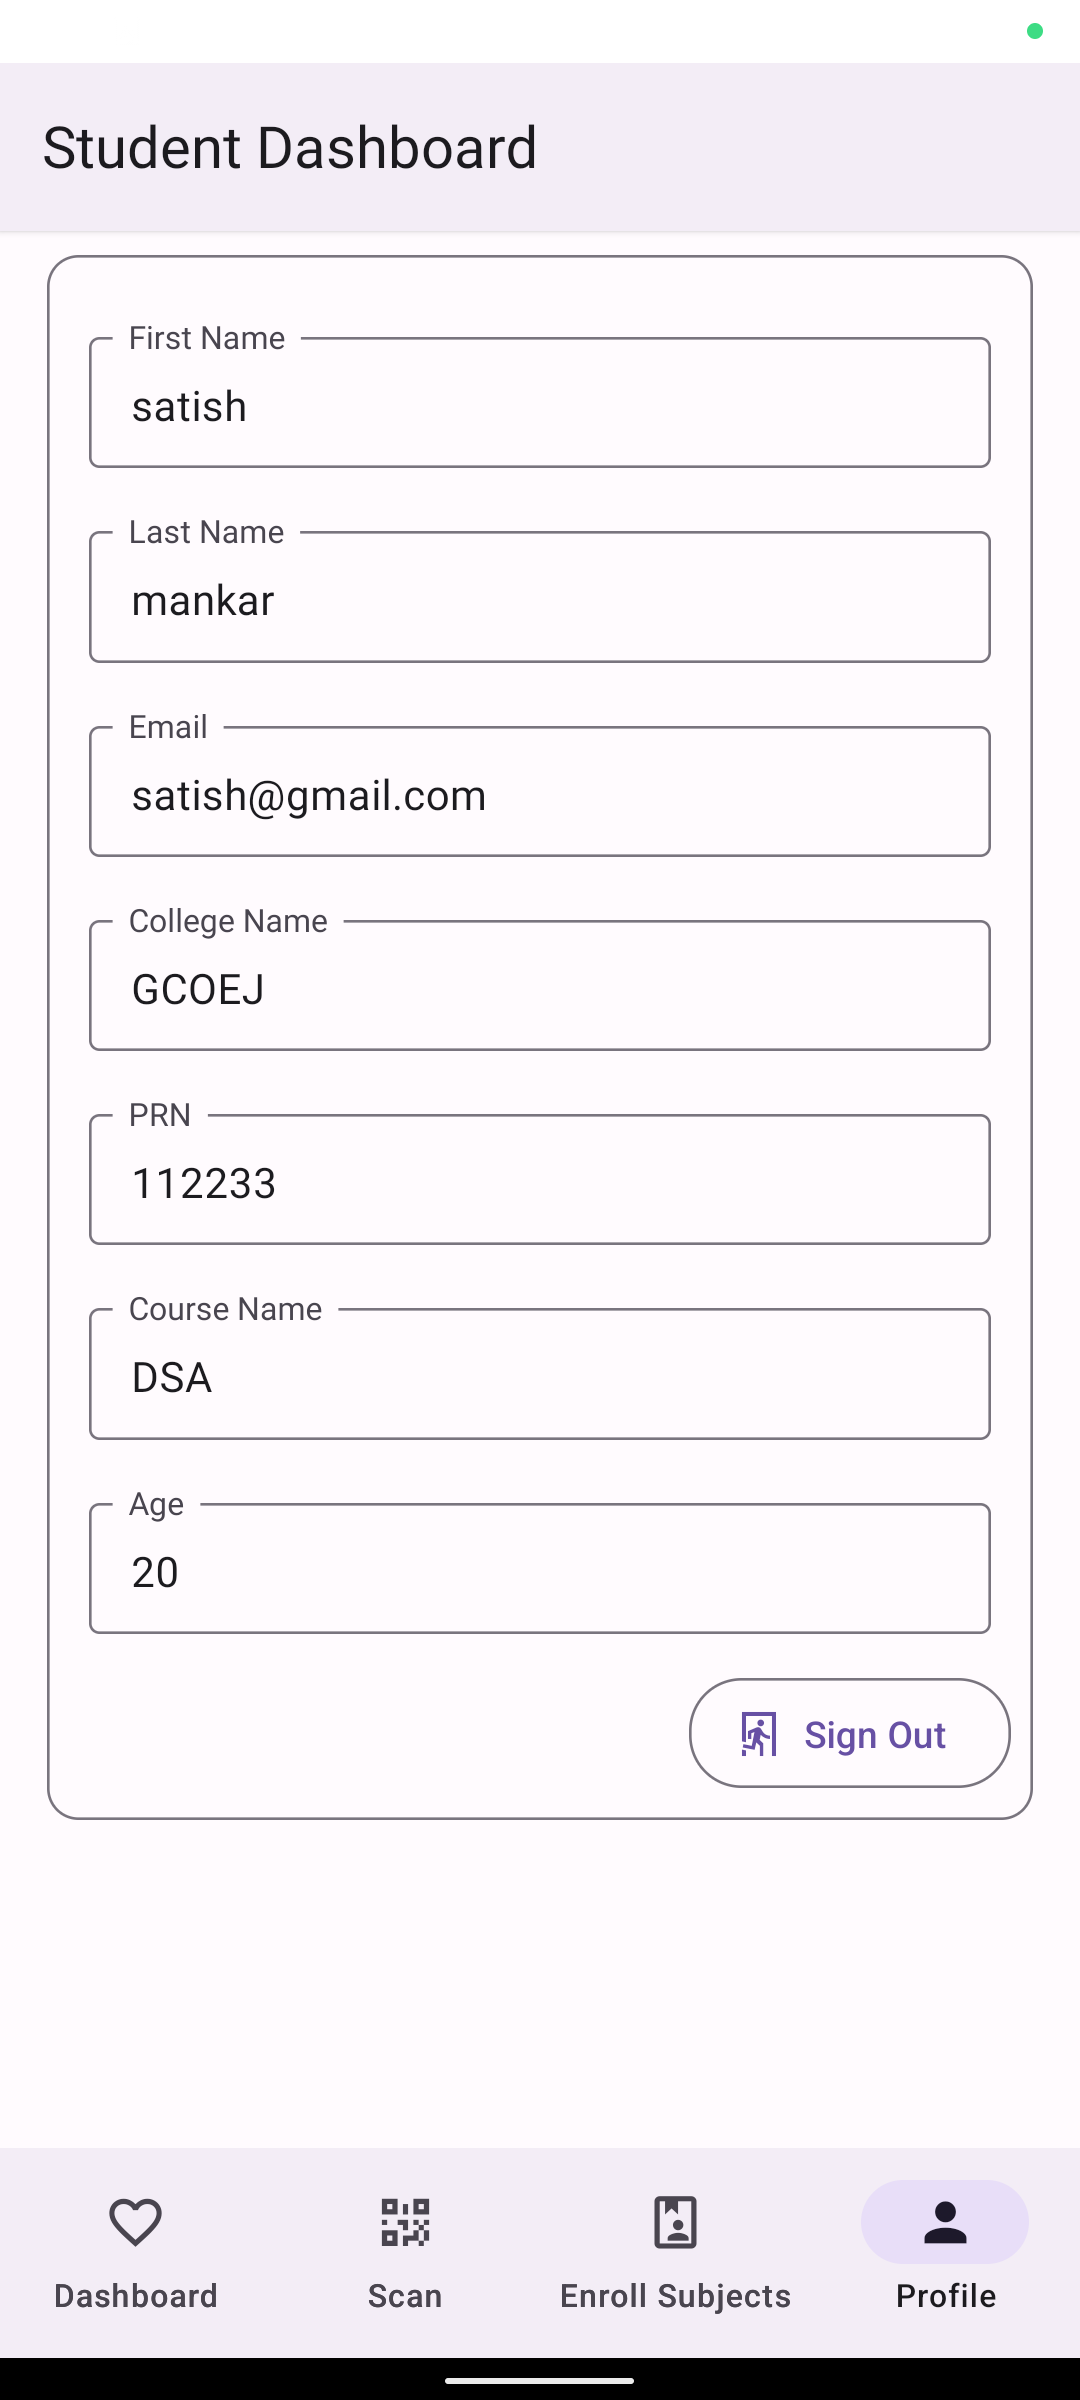 Student Dashboard
First Name
satish
Last Name
mankar
Email
satish@gmail.com
College Name
GCOEJ
PRN
112233
Course Name
DSA
Age
20
Sign Out
Dashboard
Scan
Enroll Subjects
Profile